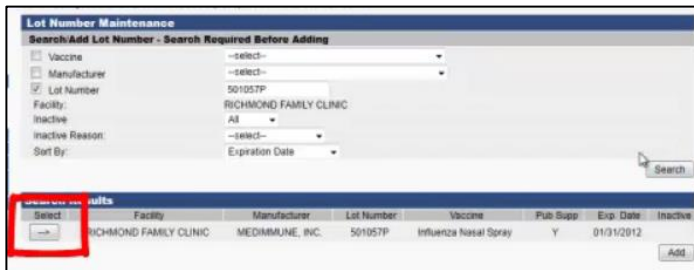 Lot Number Maintenance
Search/Add Lot Number - Search Required Before Adding
Vaccine --select--
Manufacturer --select--
Lot Number 501057P
Facility: RICHMOND FAMILY CLINIC
Inactive All
Inactive Reason: --select--
Sort By: Expiration Date
Search
Search Results
Select Facility Manufacturer Lot Number Vaccine Pub Supp Exp. Date Inactive
--> RICHMOND FAMILY CLINIC MEDIMMUNE, INC. 501057P Influenza Nasal Spray Y 01/31/2012
Add